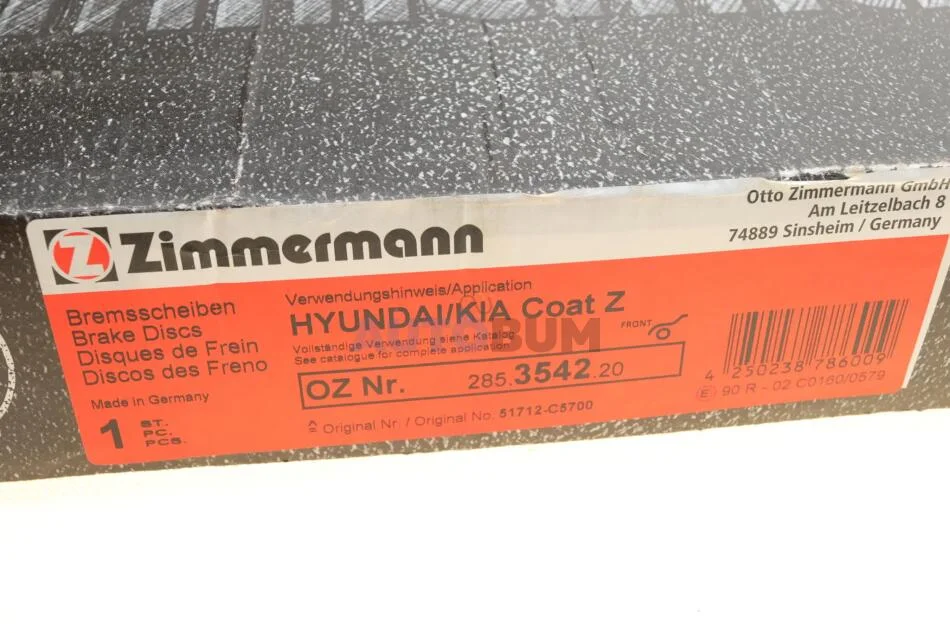 Otto Zimmermann GmbH
Am Leitzelbach 8
74889 Sinsheim / Germany
Z Zimmermann
Bremsscheiben
Brake Discs
Disques de Frein
Discos des Freno
Made in Germany
1 ST.
PC.
PCS.
Verwendungshinweis/Application
HYUNDAI/KIA Coat Z
Vollständige Verwendung siehe Katalog
See catalogue for complete application
FRONT
OZ Nr. 285.3542.20
≙ Original Nr. / Original No. 51712-C5700
4 250238 786009
E1 90 R - 02 C0160/0579
BUM